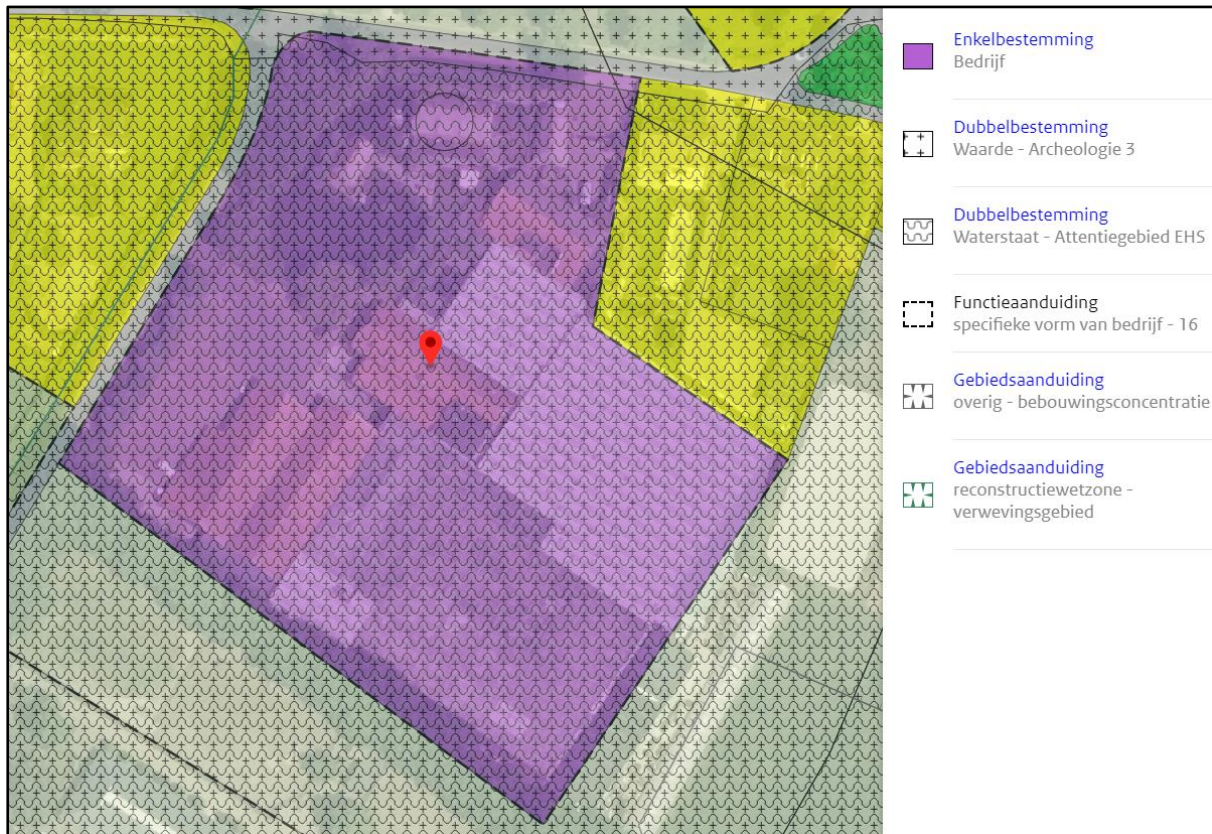 Enkelbestemming
Bedrijf
Dubbelbestemming
Waarde - Archeologie 3
Dubbelbestemming
Waterstaat - Attentiegebied EHS
Functieaanduiding
specifieke vorm van bedrijf - 16
Gebiedsaanduiding
overig - bebouwingsconcentratie
Gebiedsaanduiding
reconstructiewetzone -
verwevingsgebied